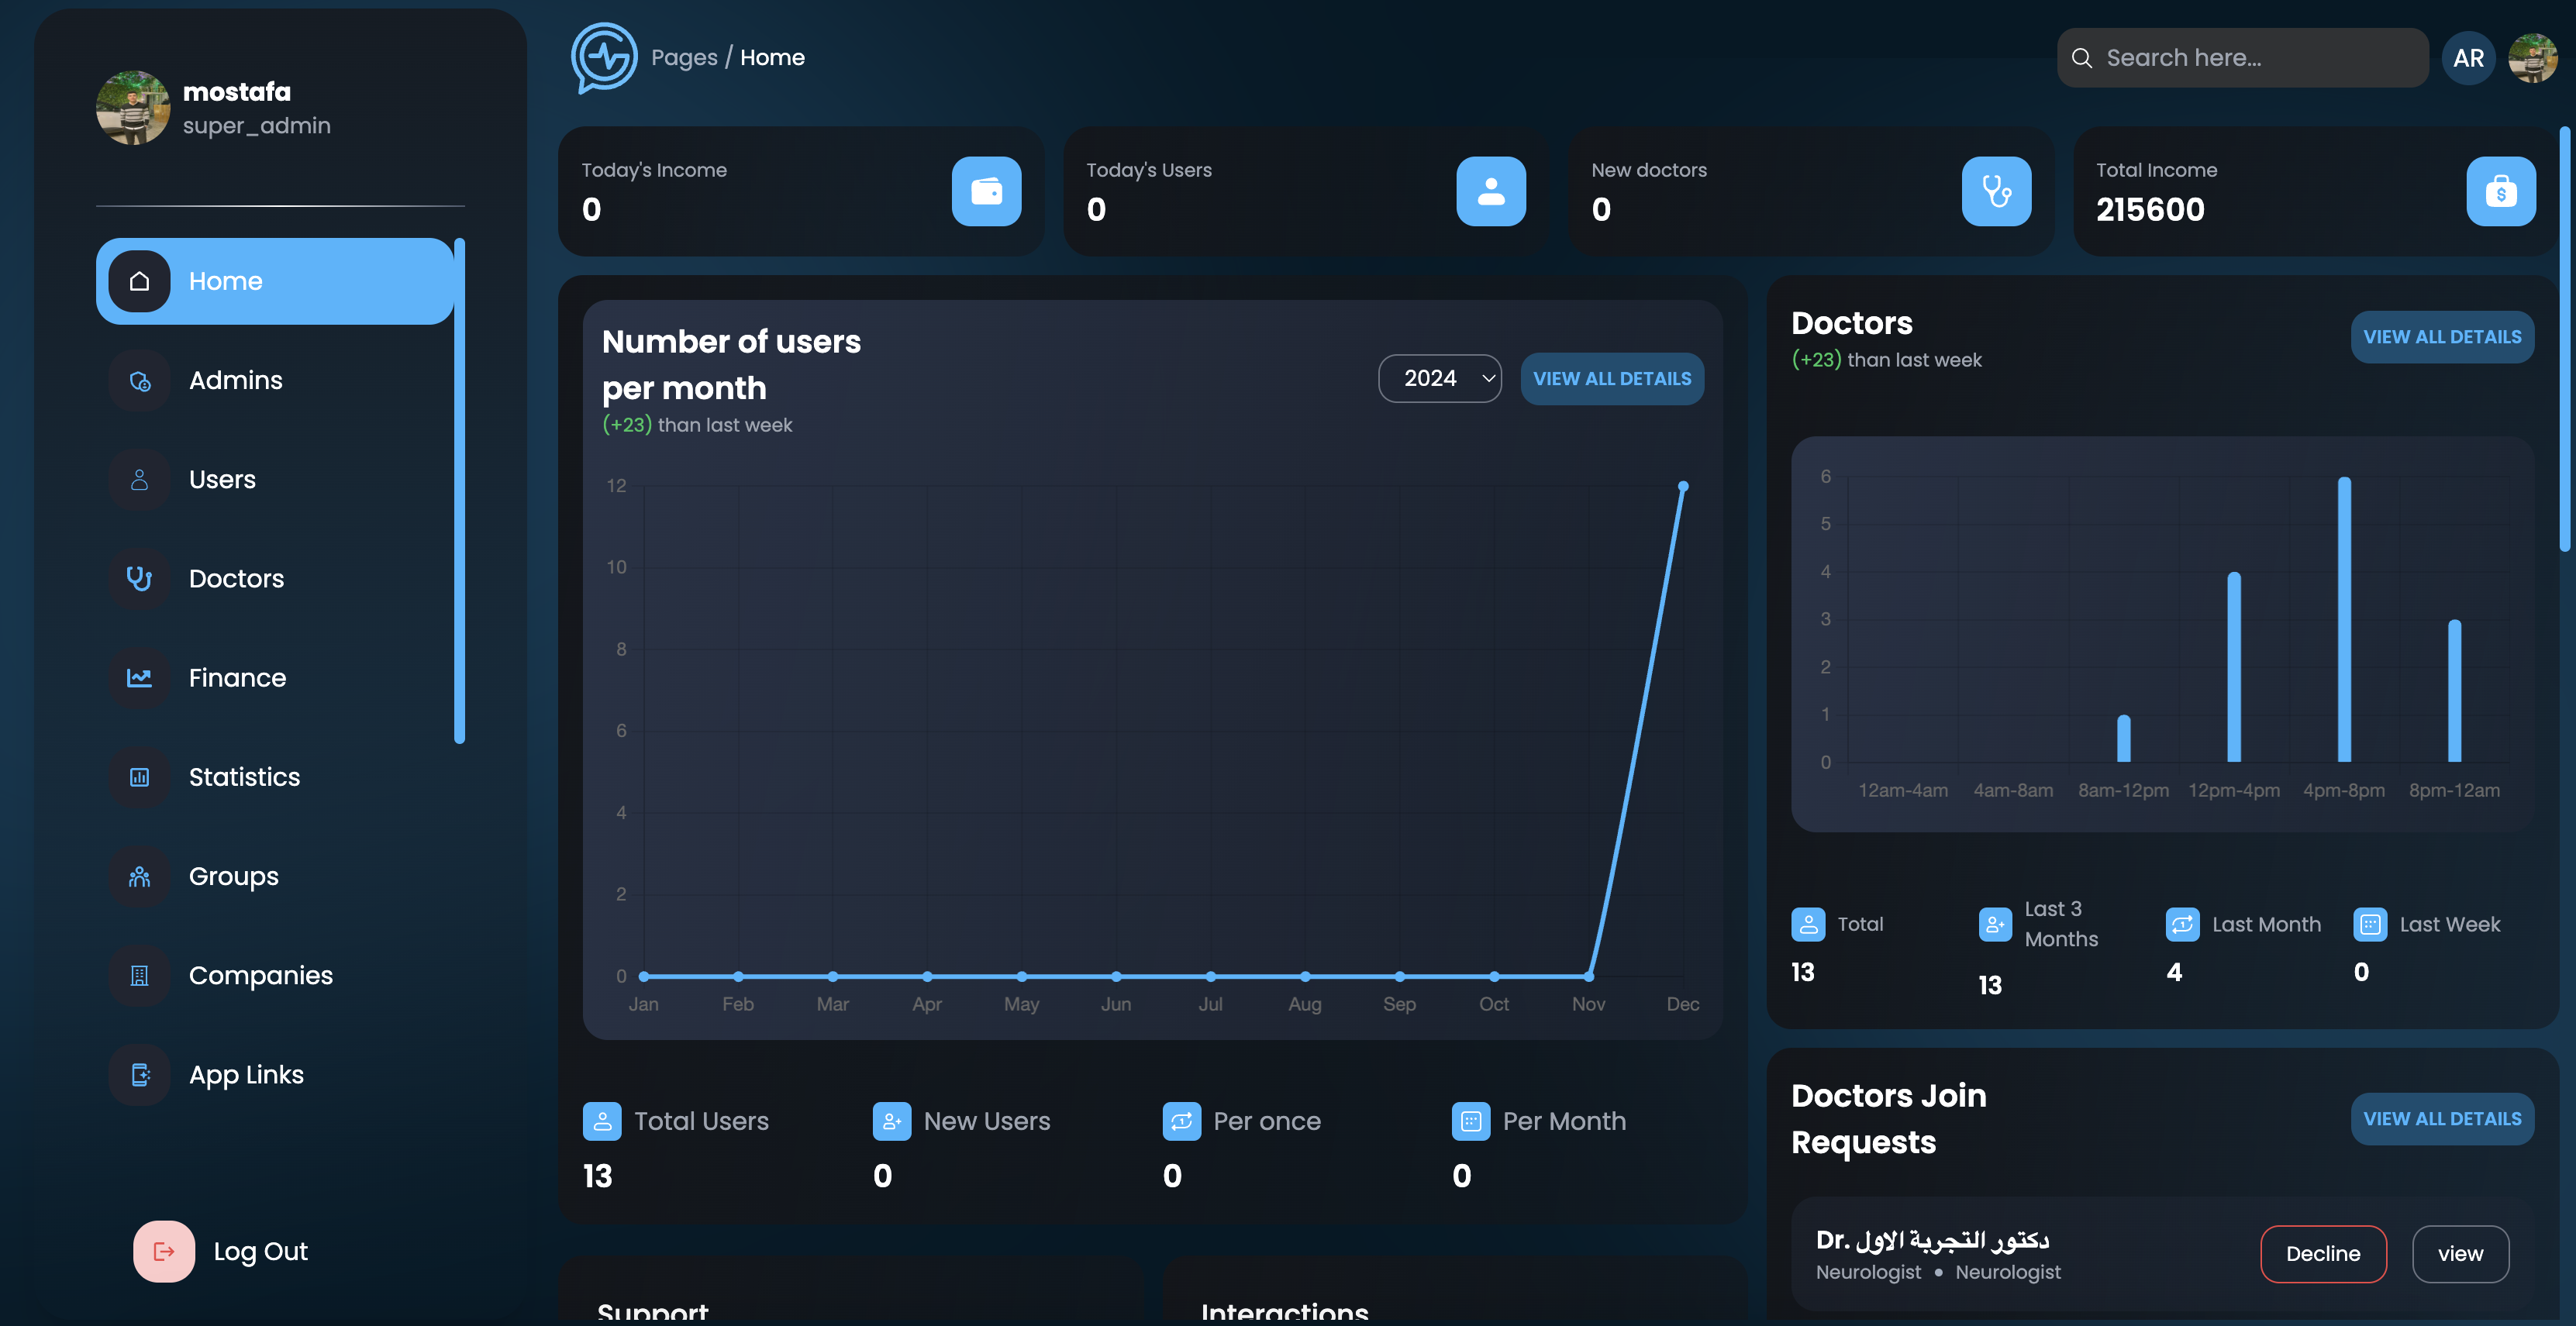 mostafa
super_admin
Home
Admins
Users
Doctors
Finance
Statistics
Groups
Companies
App Links
Log Out
Pages / Home
Search here...
AR
Today's Income
0
Today's Users
0
New doctors
0
Total Income
215600
Number of users
per month
(+23) than last week
2024
VIEW ALL DETAILS
12
10
8
6
4
2
0
Jan Feb Mar Apr May Jun Jul Aug Sep Oct Nov Dec
Total Users
13
New Users
0
Per once
0
Per Month
0
Doctors
(+23) than last week
VIEW ALL DETAILS
6
5
4
3
2
1
0
12am-4am 4am-8am 8am-12pm 12pm-4pm 4pm-8pm 8pm-12am
Total
13
Last 3
Months
13
Last Month
4
Last Week
0
Doctors Join
Requests
VIEW ALL DETAILS
Dr. دكتور التجربة الاول
Neurologist • Neurologist
Decline
view
Support
Interactions